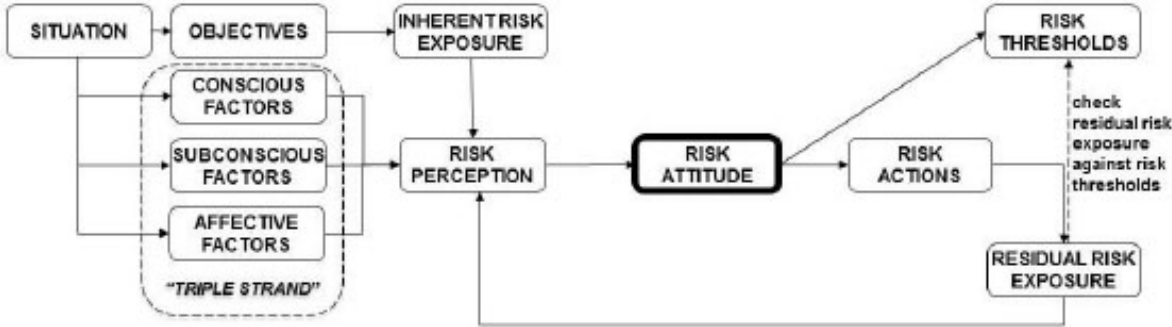 SITUATION
OBJECTIVES
INHERENT RISK
EXPOSURE
RISK
THRESHOLDS
CONSCIOUS
FACTORS
SUBCONSCIOUS
FACTORS
AFFECTIVE
FACTORS
"TRIPLE STRAND"
RISK
PERCEPTION
RISK
ATTITUDE
RISK
ACTIONS
check
residual risk
exposure
against risk
thresholds
RESIDUAL RISK
EXPOSURE